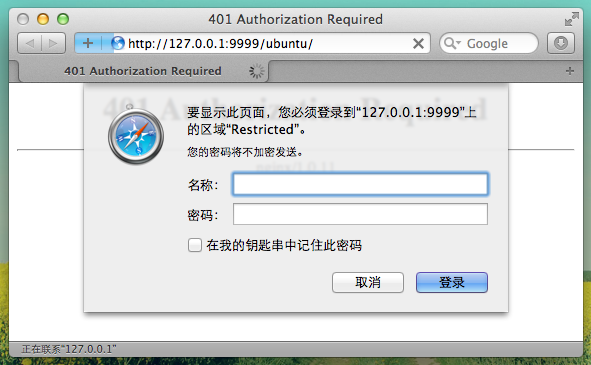 401 Authorization Required
http://127.0.0.1:9999/ubuntu/
Google
401 Authorization Required
401 Authorization Required
要显示此页面，您必须登录到“127.0.0.1:9999”上
的区域“Restricted”。
您的密码将不加密发送。
名称：
密码：
在我的钥匙串中记住此密码
取消
登录
正在联系“127.0.0.1”